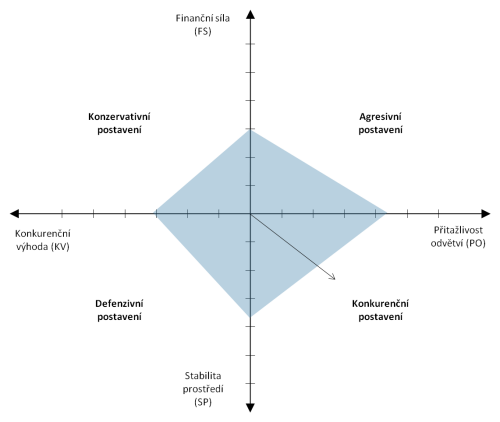 Finanční síla
(FS)
Konzervativní
postavení
Agresivní
postavení
Konkurenční
výhoda (KV)
Přitažlivost
odvětví (PO)
Defenzivní
postavení
Konkurenční
postavení
Stabilita
prostředí
(SP)